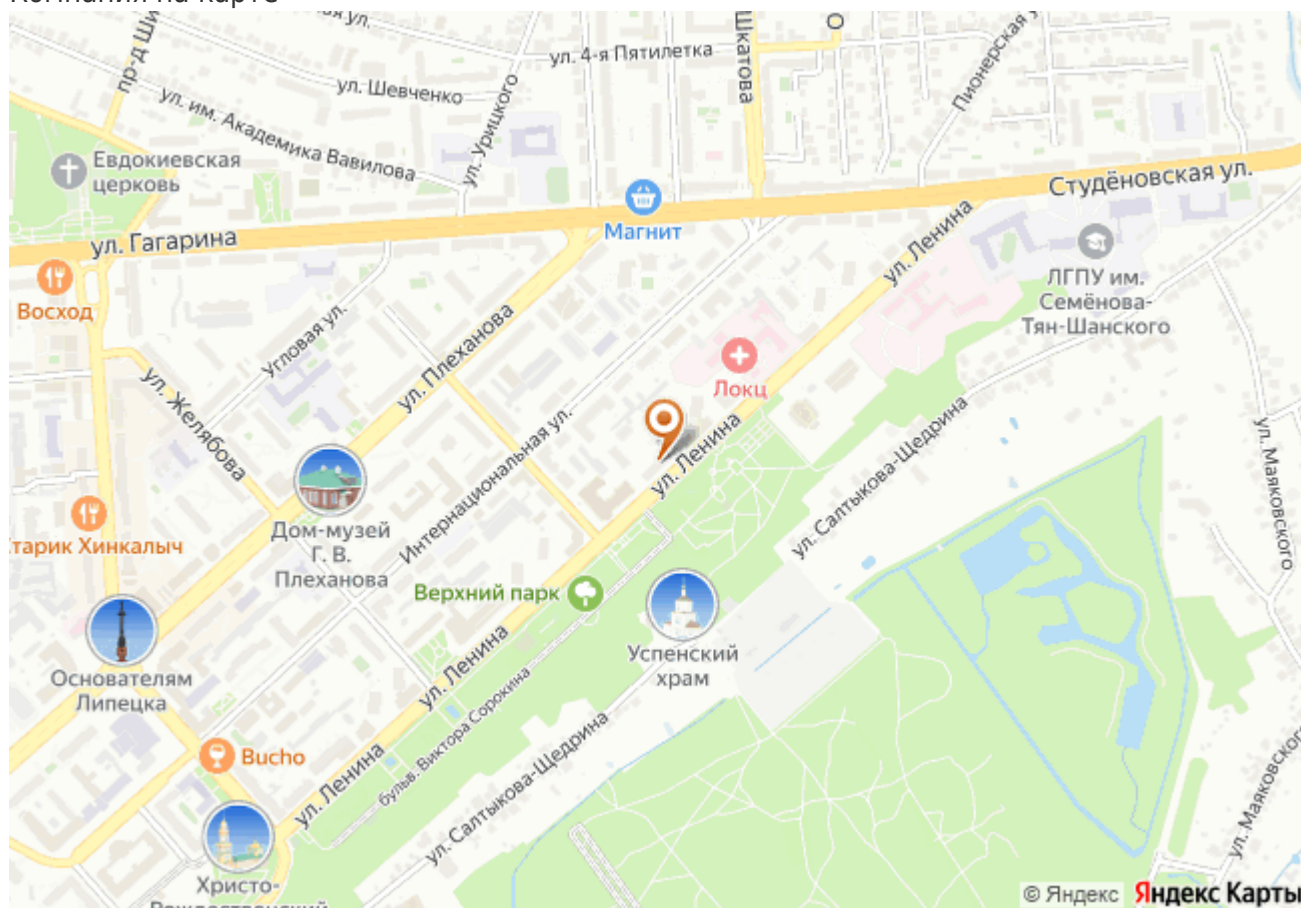 Компания на карте
ул. 4-я Пятилетка
Шкатова
Пионерская
пр-д
ул. Шевченко
ул. им. Академика Вавилова
ул. Урицкого
Евдокиевская
церковь
Студёновская ул.
Магнит
ул. Гагарина
ул. Ленина
ЛГПУ им.
Семёнова-
Тян-Шанского
Восход
Угловая ул.
ул. Плеханова
Локц
ул. Желябова
ул. Ленина
Интернациональная ул.
ул. Салтыкова-Щедрина
ул. Маяковского
Дом-музей
Г. В.
Плеханова
тарик Хинкалыч
Верхний парк
Успенский
храм
ул. Ленина
Основателям
Липецка
бульв. Виктора Сорокина
Bucho
ул. Ленина
ул. Салтыкова-Щедрина
ул. Маяковского
Христо-
Рождественский
© Яндекс Яндекс Карты